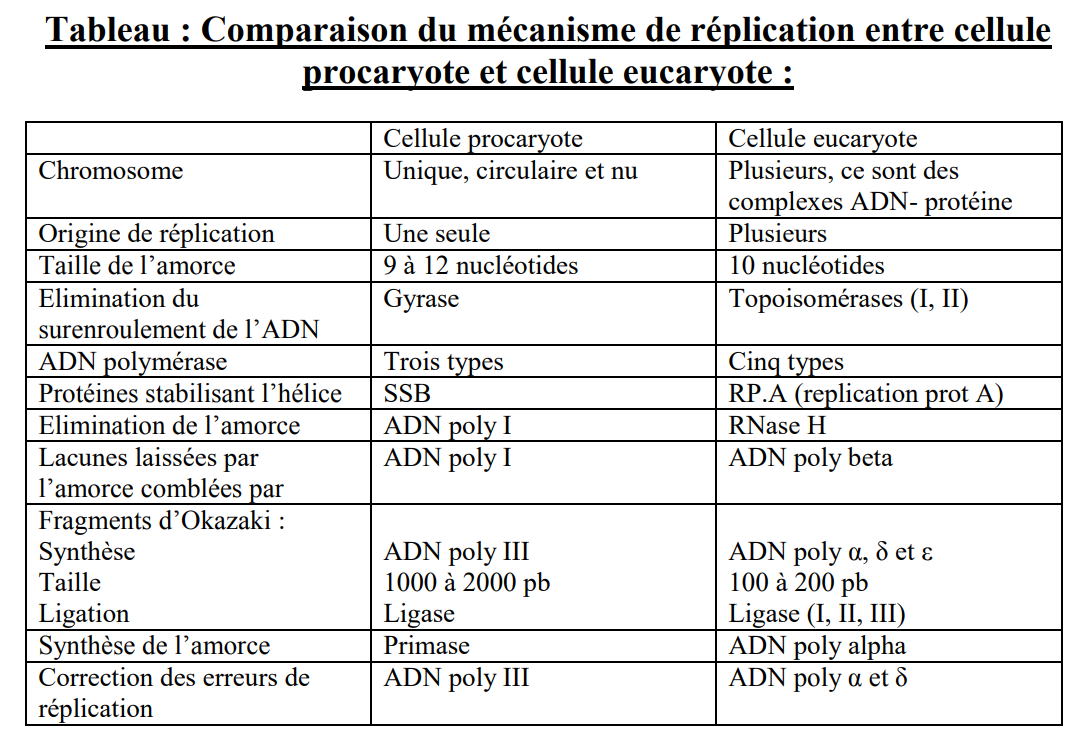 Tableau : Comparaison du mécanisme de réplication entre cellule
procaryote et cellule eucaryote :
Cellule procaryote Cellule eucaryote
Chromosome Unique, circulaire et nu Plusieurs, ce sont des
complexes ADN- protéine
Origine de réplication Une seule Plusieurs
Taille de l’amorce 9 à 12 nucléotides 10 nucléotides
Elimination du Gyrase Topoisomérases (I, II)
surenroulement de l’ADN
ADN polymérase Trois types Cinq types
Protéines stabilisant l’hélice SSB RP.A (replication prot A)
Elimination de l’amorce ADN poly I RNase H
Lacunes laissées par ADN poly I ADN poly beta
l’amorce comblées par
Fragments d’Okazaki :
Synthèse ADN poly III ADN poly α, δ et ε
Taille 1000 à 2000 pb 100 à 200 pb
Ligation Ligase Ligase (I, II, III)
Synthèse de l’amorce Primase ADN poly alpha
Correction des erreurs de ADN poly III ADN poly α et δ
réplication